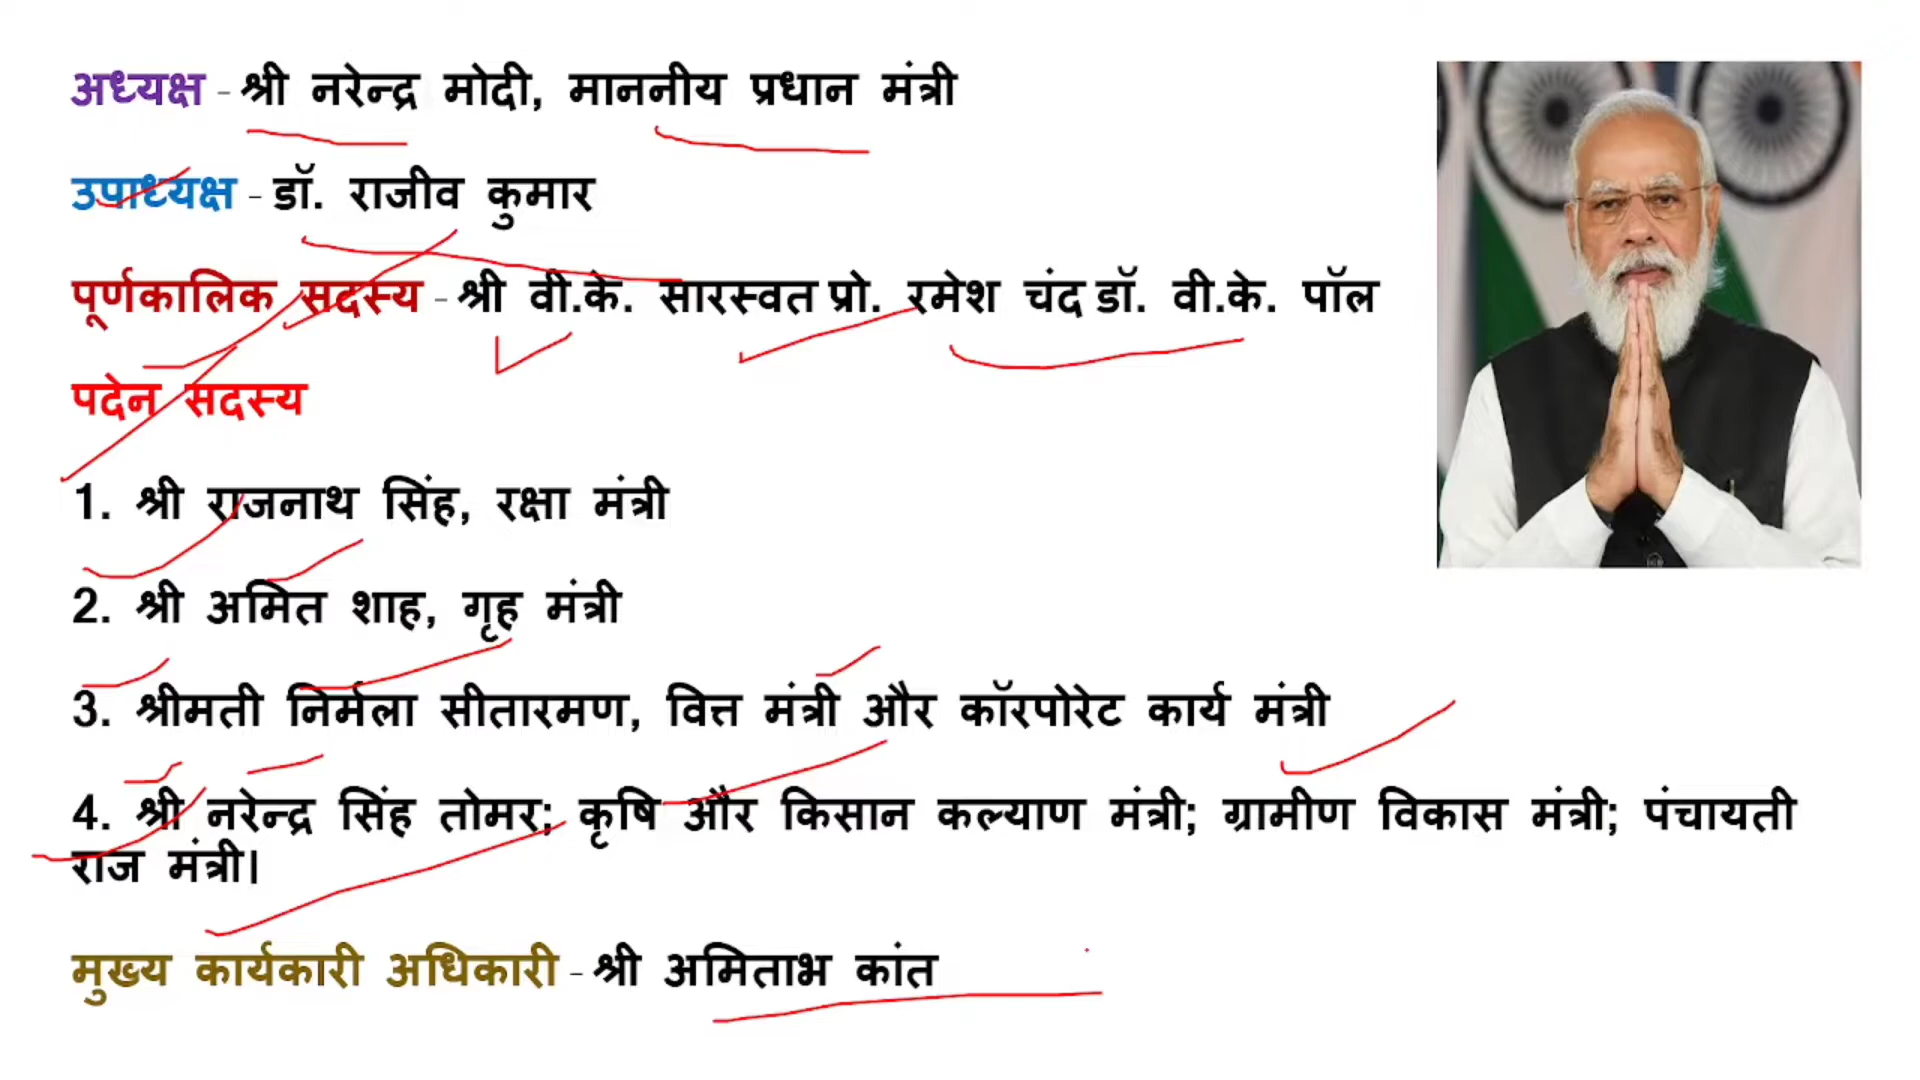 अध्यक्ष - श्री नरेन्द्र मोदी, माननीय प्रधान मंत्री
उपाध्यक्ष - डॉ. राजीव कुमार
पूर्णकालिक सदस्य - श्री वी.के. सारस्वत प्रो. रमेश चंद डॉ. वी.के. पॉल
पदेन सदस्य
1. श्री राजनाथ सिंह, रक्षा मंत्री
2. श्री अमित शाह, गृह मंत्री
3. श्रीमती निर्मला सीतारमण, वित्त मंत्री और कॉरपोरेट कार्य मंत्री
4. श्री नरेन्द्र सिंह तोमर; कृषि और किसान कल्याण मंत्री; ग्रामीण विकास मंत्री; पंचायती
राज मंत्री।
मुख्य कार्यकारी अधिकारी - श्री अमिताभ कांत